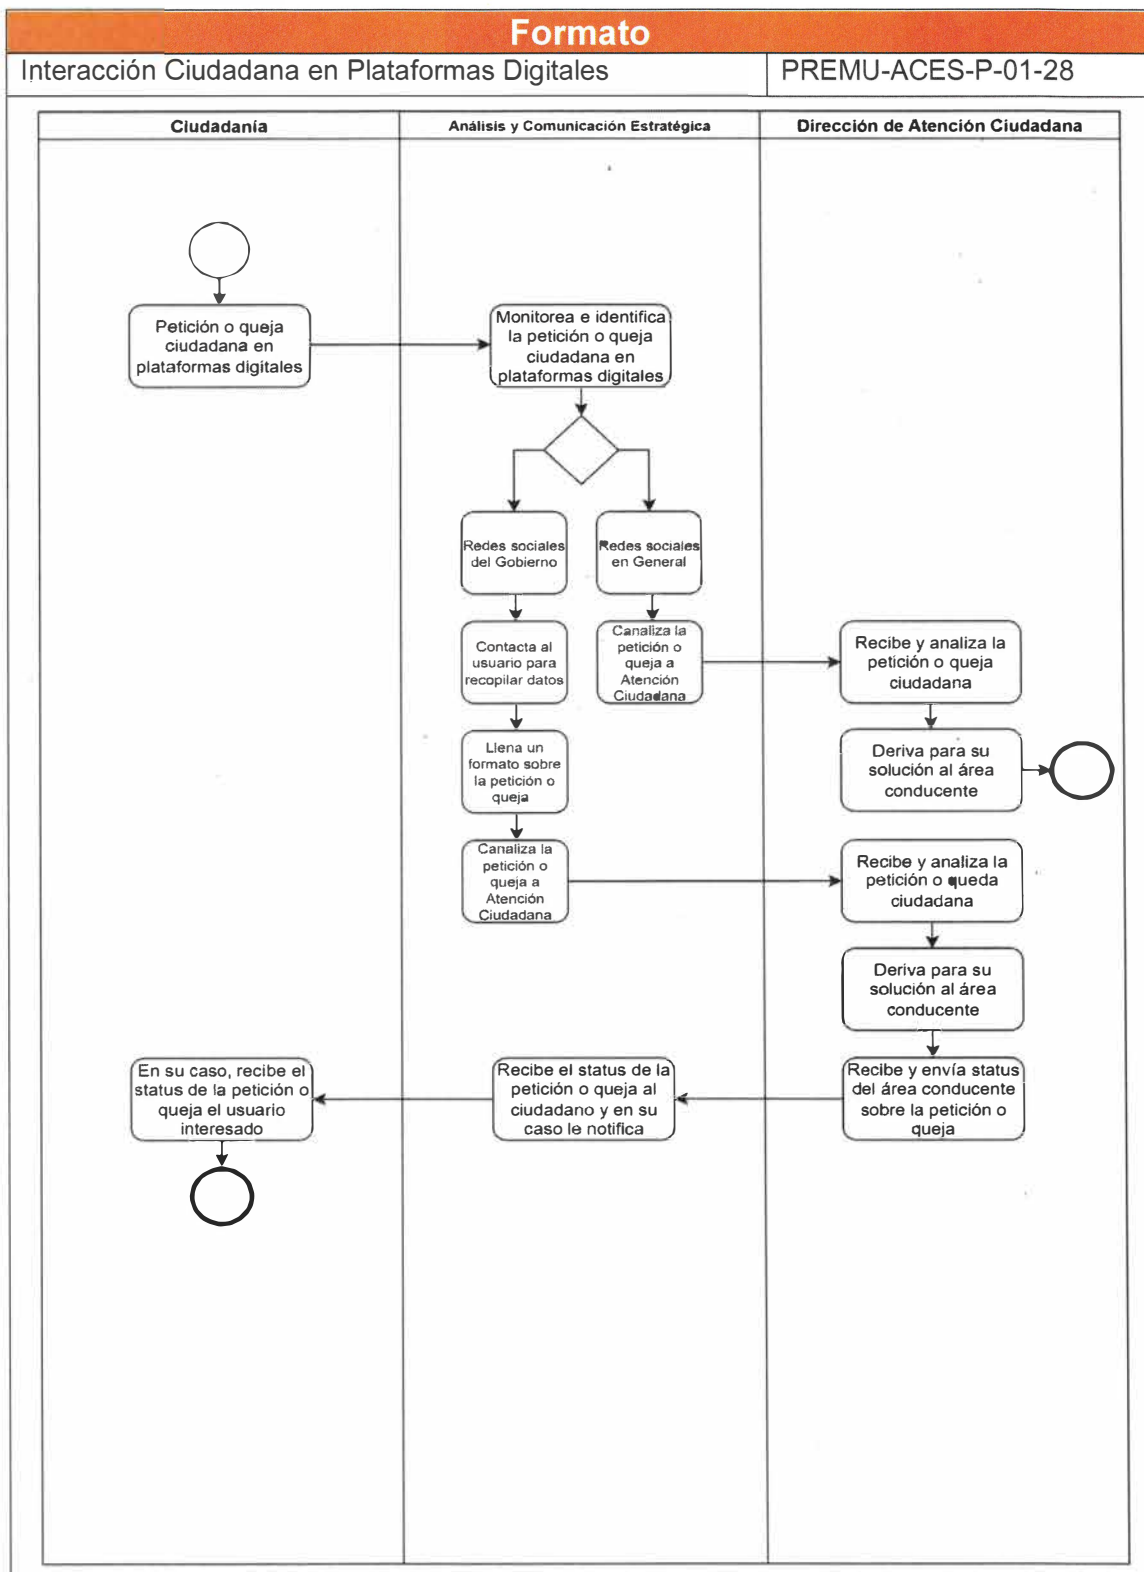 Formato
Interacción Ciudadana en Plataformas Digitales
PREMU-ACES-P-01-28
Ciudadanía
Análisis y Comunicación Estratégica
Dirección de Atención Ciudadana
Petición o queja
ciudadana en
plataformas digitales
Monitorea e identifica
la petición o queja
ciudadana en
plataformas digitales
Redes sociales
del Gobierno
Redes sociales
en General
Contacta al
usuario para
recopilar datos
Canaliza la
petición o
queja a
Atención
Ciudadana
Recibe y analiza la
petición o queja
ciudadana
Llena un
formato sobre
la petición o
queja
Deriva para su
solución al área
conducente
Canaliza la
petición o
queja a
Atención
Ciudadana
Recibe y analiza la
petición o queda
ciudadana
Deriva para su
solución al área
conducente
En su caso, recibe el
status de la petición o
queja el usuario
interesado
Recibe el status de la
petición o queja al
ciudadano y en su
caso le notifica
Recibe y envía status
del área conducente
sobre la petición o
queja